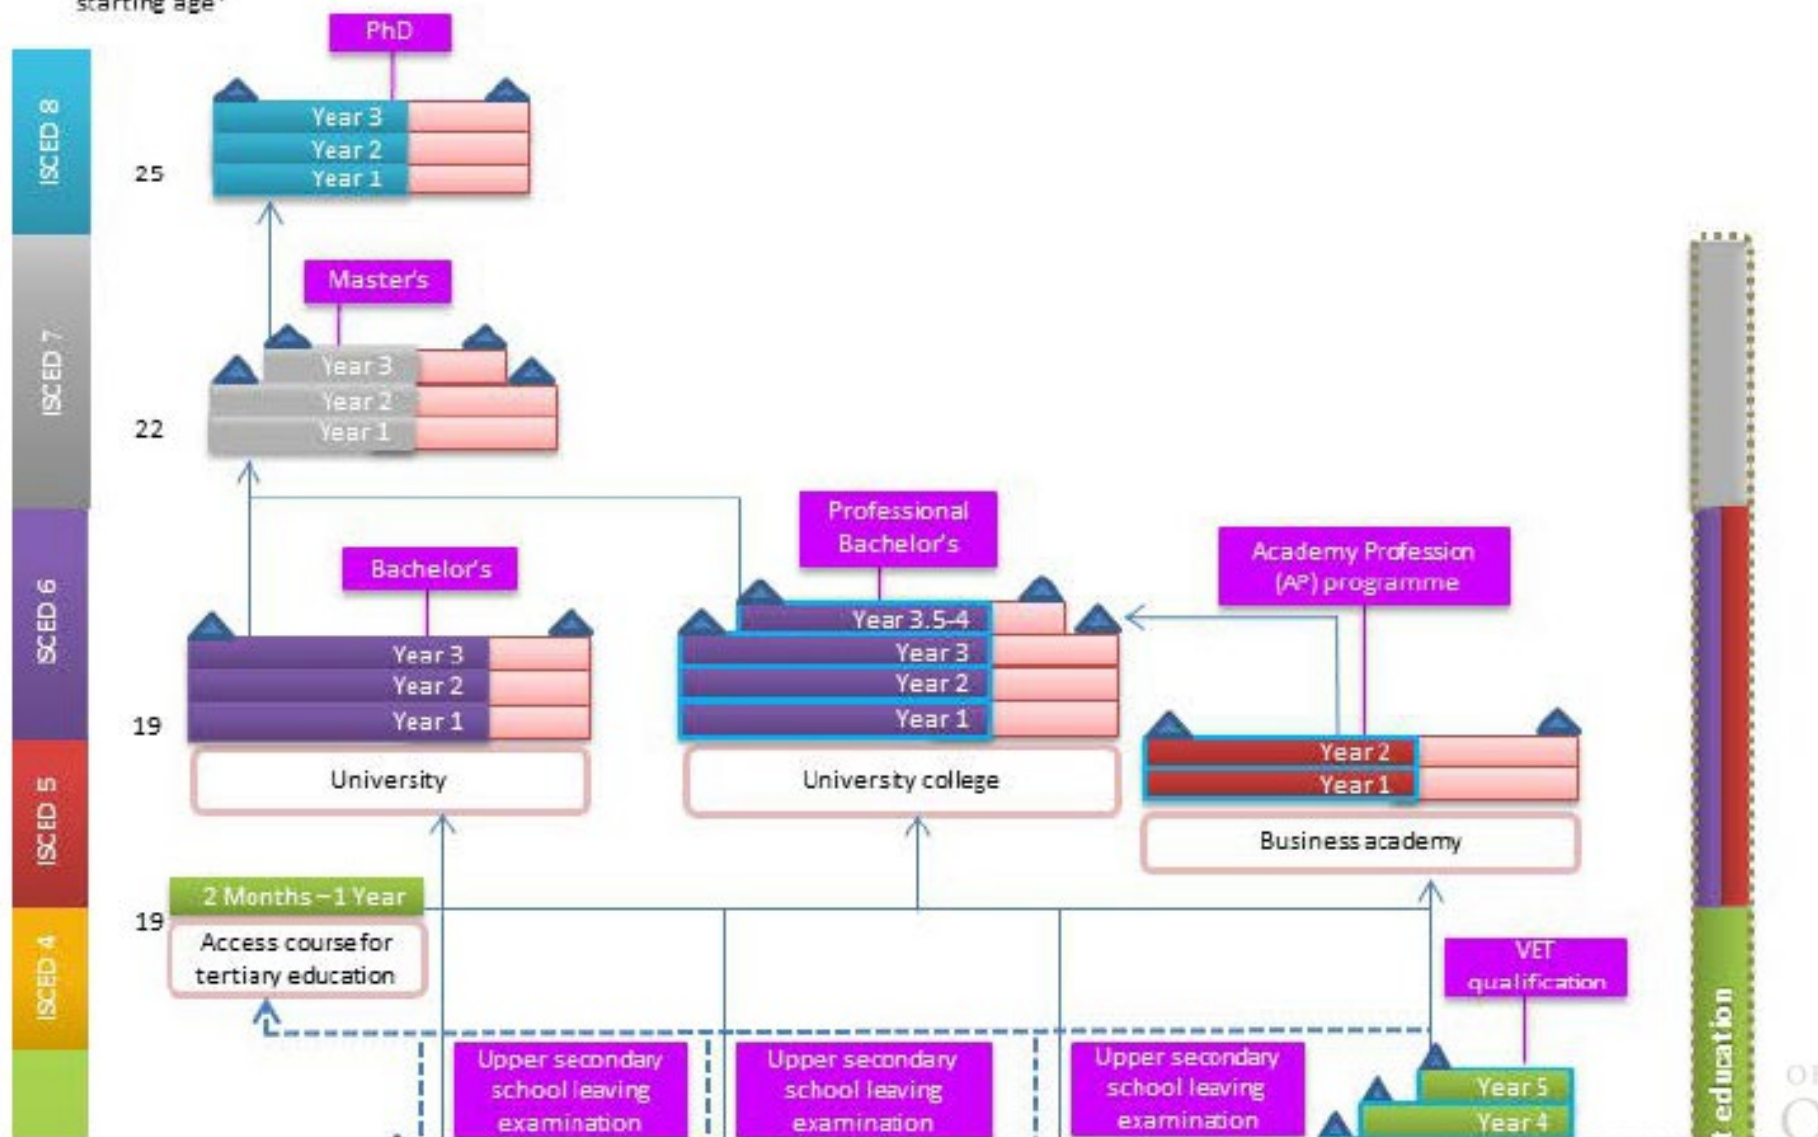 starting age*
PhD
ISCED 8
Year 3
Year 2
Year 1
25
Master's
ISCED 7
Year 3
Year 2
Year 1
22
Professional
Bachelor's
Academy Profession
(AP) programme
Bachelor's
SCED 6
Year 3.5-4
Year 3
Year 2
Year 1
Year 3
Year 2
Year 1
19
Year 2
Year 1
University
University college
Business academy
ISCED 5
2 Months – 1 Year
19
Access course for
tertiary education
ISCED 4
VET
qualification
Upper secondary
school leaving
examination
Upper secondary
school leaving
examination
Upper secondary
school leaving
examination
Year 5
Year 4
education